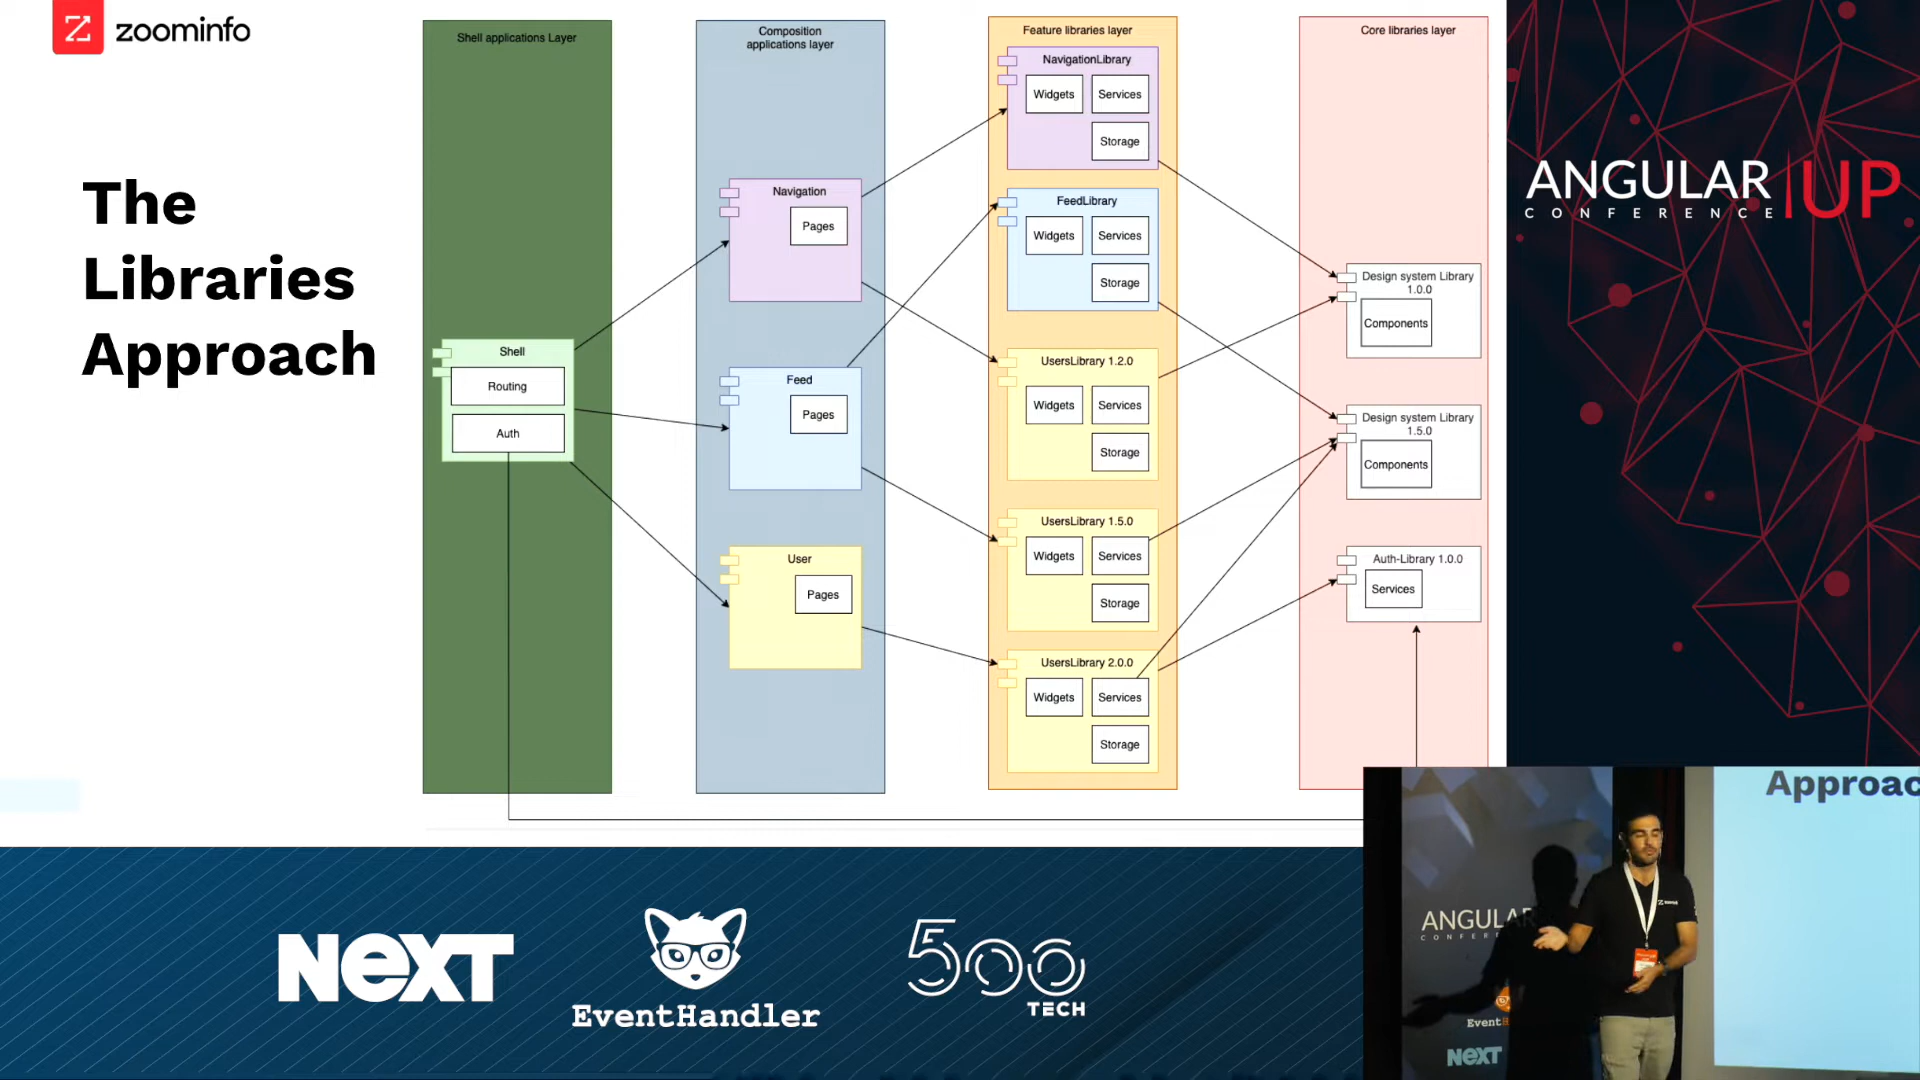 zoominfo
The
Libraries
Approach
Shell applications Layer
Shell
Routing
Auth
Composition
applications layer
Navigation
Pages
Feed
Pages
User
Pages
Feature libraries layer
NavigationLibrary
Widgets
Services
Storage
FeedLibrary
Widgets
Services
Storage
UsersLibrary 1.2.0
Widgets
Services
Storage
UsersLibrary 1.5.0
Widgets
Services
Storage
UsersLibrary 2.0.0
Widgets
Services
Storage
Core libraries layer
Design system Library
1.0.0
Components
Design system Library
1.5.0
Components
Auth-Library 1.0.0
Services
ANGULAR UP
CONFERENCE
NEXT
EventHandler
500
TECH
Approac
ANGULAR
CONFER
EventH
NEXT